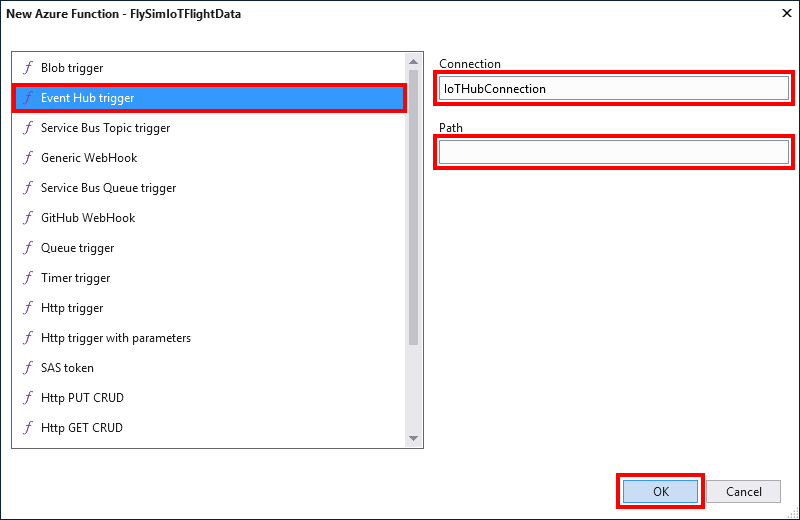 New Azure Function - FlySimIoTFlightData
Blob trigger
Event Hub trigger
Service Bus Topic trigger
Generic WebHook
Service Bus Queue trigger
GitHub WebHook
Queue trigger
Timer trigger
Http trigger
Http trigger with parameters
SAS token
Http PUT CRUD
Http GET CRUD
Connection
IoTHubConnection
Path
OK
Cancel